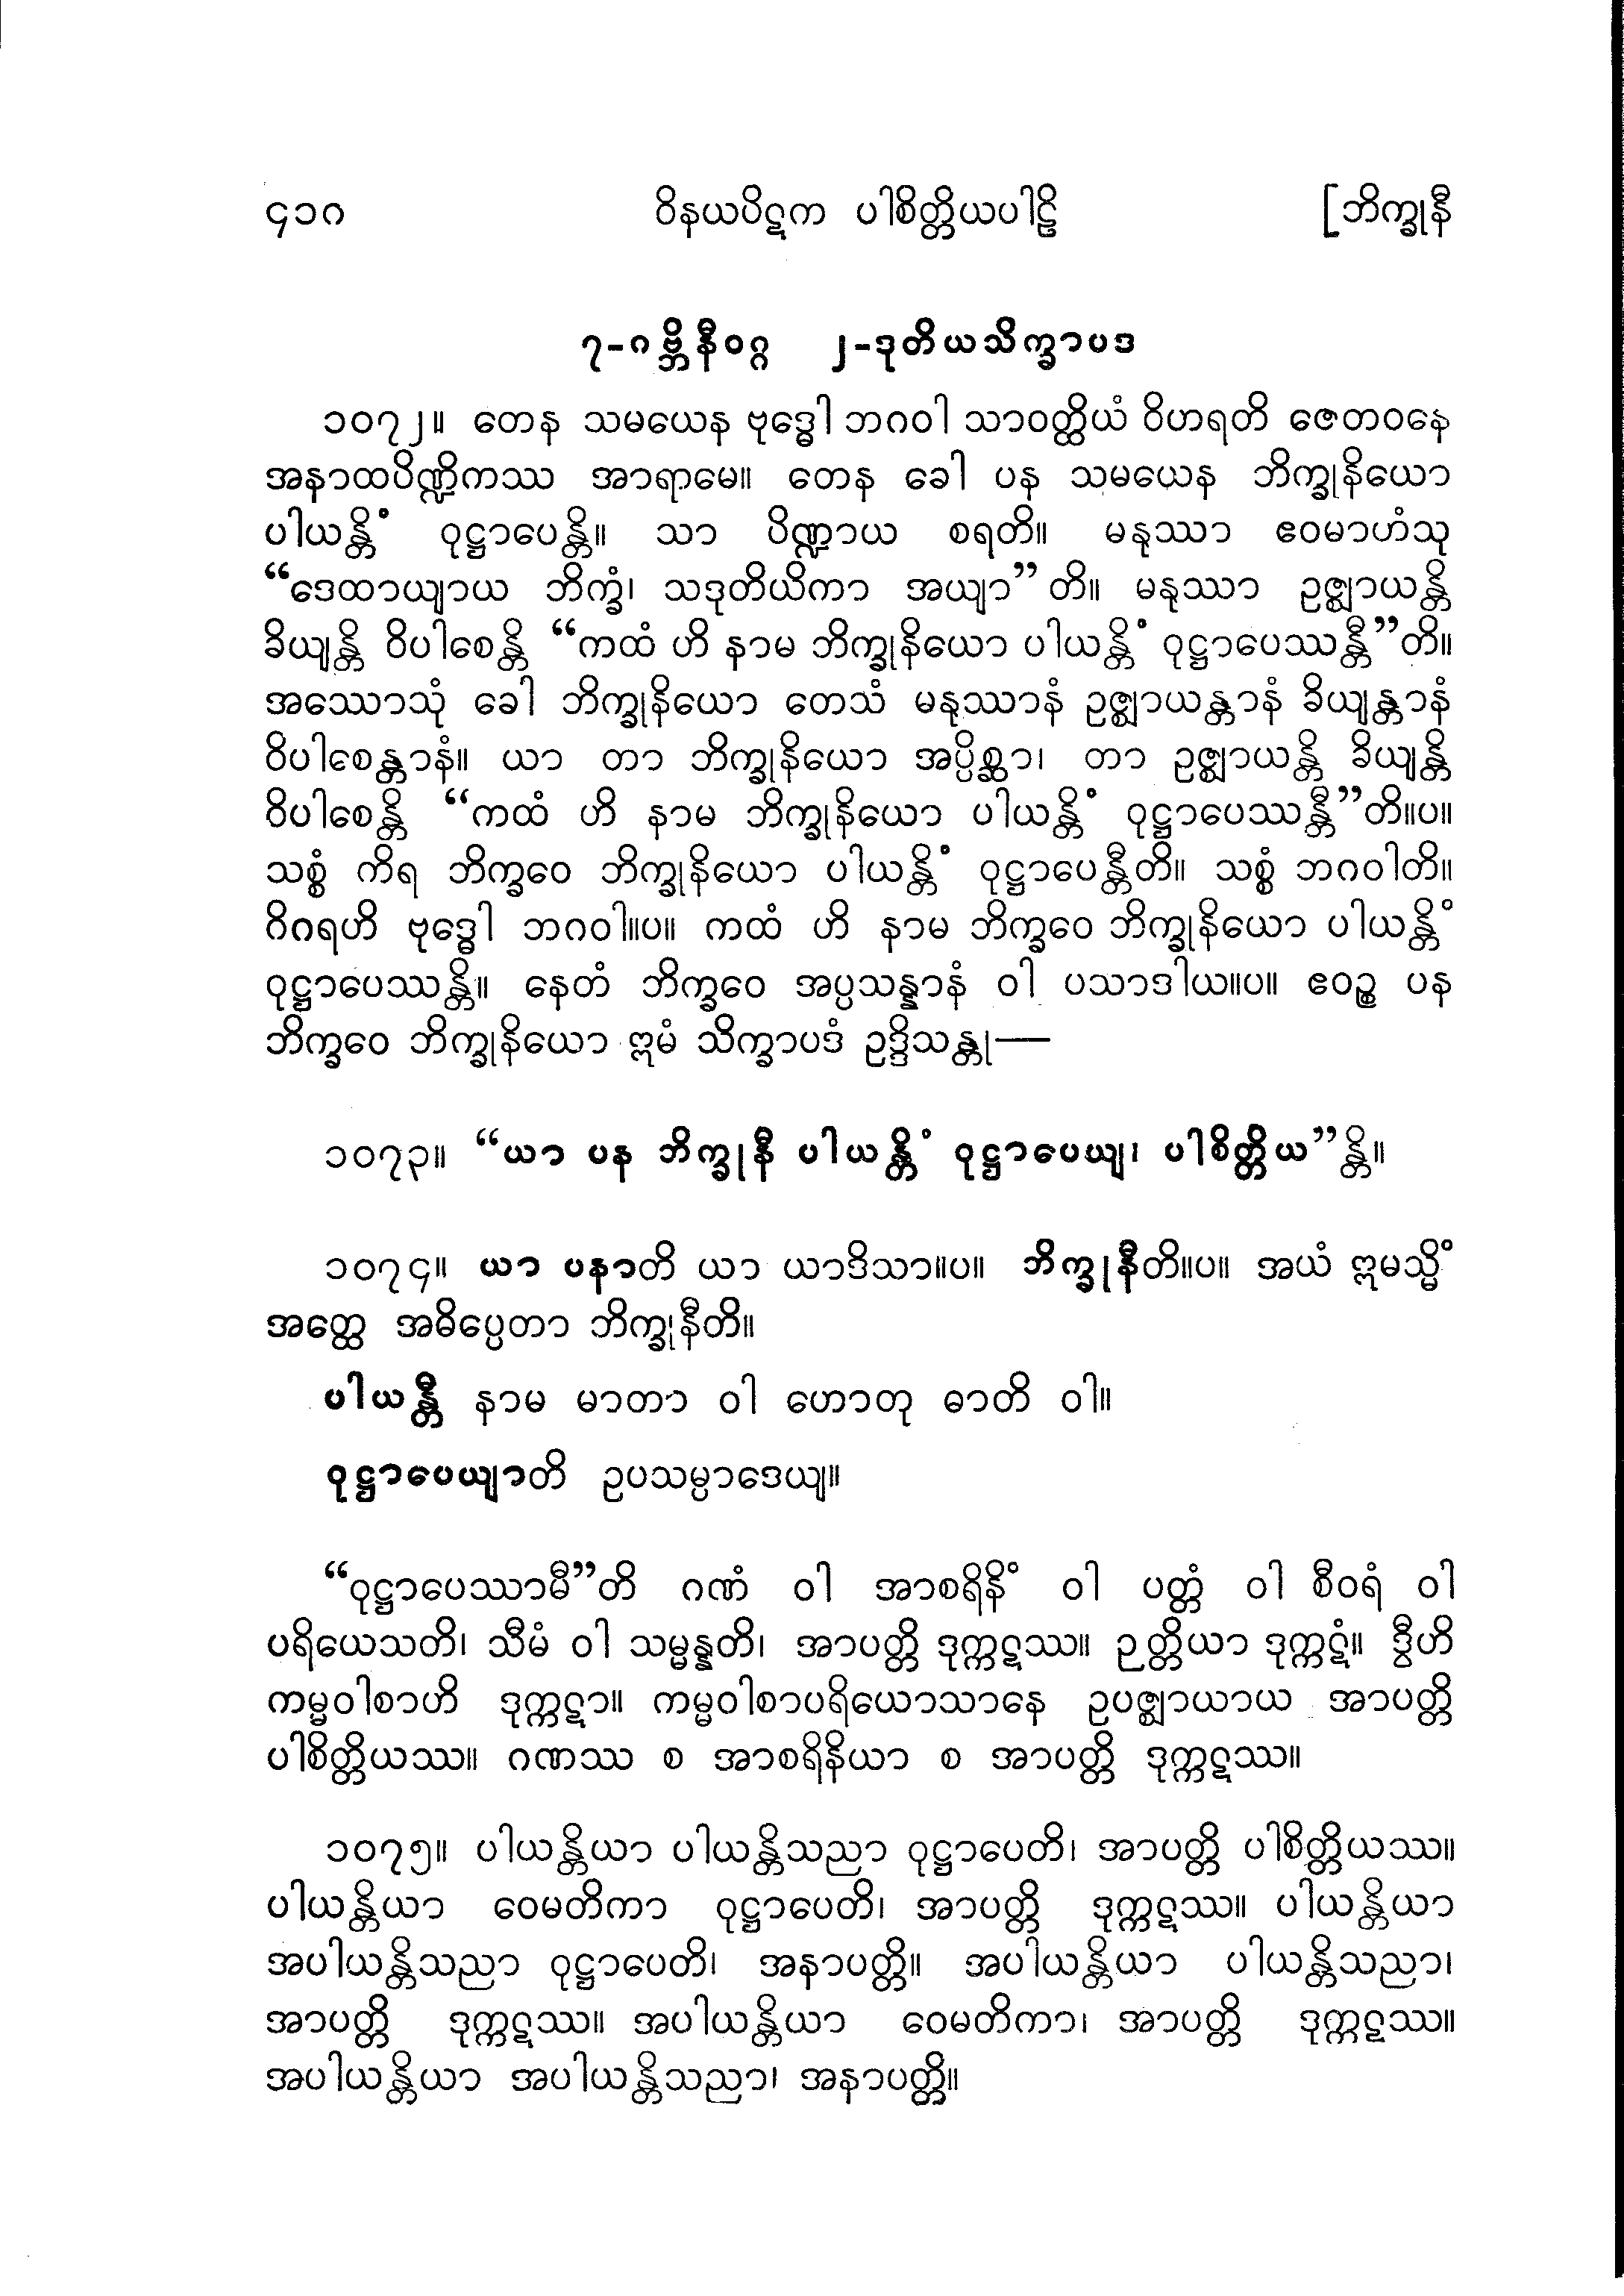 ၄၁၀ ဝိနယပိဋက ပါစိတ္တိယပါဠိ [ဘိက္ခုနီ
၇-ဂဗ္ဘိနီဝဂ္ဂ ၂-ဒုတိယသိက္ခာပဒ
၁၀၇၂။ တေန သမယေန ဗုဒ္ဓေါ ဘဂဝါ သာဝတ္ထိယံ ဝိဟရတိ ဇေတဝနေ
အနာထပိဏ္ဍိကဿ အာရာမေ။ တေန ခေါ ပန သမယေန ဘိက္ခုနိယော
ပါယန္တိံ ဝုဋ္ဌာပေန္တိ။ သာ ပိဏ္ဍာယ စရတိ။ မနုဿာ ဧဝမာဟံသု
“ဒေထာယျာယ ဘိက္ခံ၊ သဒုတိယိကာ အယျာ” တိ။ မနုဿာ ဥဇ္ဈာယန္တိ
ခိယျန္တိ ဝိပါစေန္တိ “ကထံ ဟိ နာမ ဘိက္ခုနိယော ပါယန္တိံ ဝုဋ္ဌာပေဿန္တီ”တိ။
အဿောသုံ ခေါ ဘိက္ခုနိယော တေသံ မနုဿာနံ ဥဇ္ဈာယန္တာနံ ခိယျန္တာနံ
ဝိပါစေန္တာနံ။ ယာ တာ ဘိက္ခုနိယော အပ္ပိစ္ဆာ၊ တာ ဥဇ္ဈာယန္တိ ခိယျန္တိ
ဝိပါစေန္တိ “ကထံ ဟိ နာမ ဘိက္ခုနိယော ပါယန္တိံ ဝုဋ္ဌာပေဿန္တီ”တိ။ပ။
သစ္စံ ကိရ ဘိက္ခဝေ ဘိက္ခုနိယော ပါယန္တိံ ဝုဋ္ဌာပေန္တီတိ။ သစ္စံ ဘဂဝါတိ။
ဝိဂရဟိ ဗုဒ္ဓေါ ဘဂဝါ။ပ။ ကထံ ဟိ နာမ ဘိက္ခဝေ ဘိက္ခုနိယော ပါယန္တိံ
ဝုဋ္ဌာပေဿန္တိ။ နေတံ ဘိက္ခဝေ အပ္ပသန္နာနံ ဝါ ပသာဒါယ။ပ။ ဧဝဉ္စ ပန
ဘိက္ခဝေ ဘိက္ခုနိယော ဣမံ သိက္ခာပဒံ ဥဒ္ဒိသန္တု—
၁၀၇၃။ “ယာ ပန ဘိက္ခုနီ ပါယန္တိံ ဝုဋ္ဌာပေယျ၊ ပါစိတ္တိယ”န္တိ။
၁၀၇၄။ ယာ ပနာတိ ယာ ယာဒိသာ။ပ။ ဘိက္ခုနီတိ။ပ။ အယံ ဣမသ္မိံ
အတ္ထေ အဓိပ္ပေတာ ဘိက္ခုနီတိ။
ပါယန္တီ နာမ မာတာ ဝါ ဟောတု ဓာတိ ဝါ။
ဝုဋ္ဌာပေယျာတိ ဥပသမ္ပာဒေယျ။
“ဝုဋ္ဌာပေဿာမီ”တိ ဂဏံ ဝါ အာစရိနိံ ဝါ ပတ္တံ ဝါ စီဝရံ ဝါ
ပရိယေသတိ၊ သီမံ ဝါ သမ္မန္နတိ၊ အာပတ္တိ ဒုက္ကဋဿ။ ဉတ္တိယာ ဒုက္ကဋံ။ ဒွီဟိ
ကမ္မဝါစာဟိ ဒုက္ကဋာ။ ကမ္မဝါစာပရိယောသာနေ ဥပဇ္ဈာယာယ အာပတ္တိ
ပါစိတ္တိယဿ။ ဂဏဿ စ အာစရိနိယာ စ အာပတ္တိ ဒုက္ကဋဿ။
၁၀၇၅။ ပါယန္တိယာ ပါယန္တိသညာ ဝုဋ္ဌာပေတိ၊ အာပတ္တိ ပါစိတ္တိယဿ။
ပါယန္တိယာ ဝေမတိကာ ဝုဋ္ဌာပေတိ၊ အာပတ္တိ ဒုက္ကဋဿ။ ပါယန္တိယာ
အပါယန္တိသညာ ဝုဋ္ဌာပေတိ၊ အနာပတ္တိ။ အပါယန္တိယာ ပါယန္တိသညာ၊
အာပတ္တိ ဒုက္ကဋဿ။ အပါယန္တိယာ ဝေမတိကာ၊ အာပတ္တိ ဒုက္ကဋဿ။
အပါယန္တိယာ အပါယန္တိသညာ၊ အနာပတ္တိ။